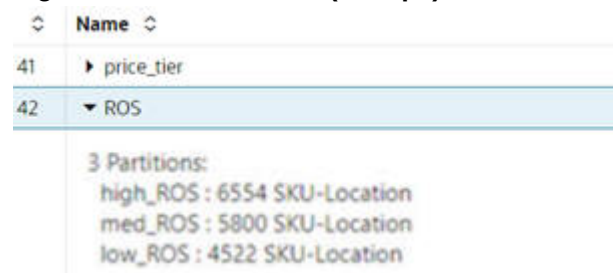 Name
41 price_tier
42 ROS
3 Partitions:
high_ROS : 6554 SKU-Location
med_ROS : 5800 SKU-Location
low_ROS : 4522 SKU-Location